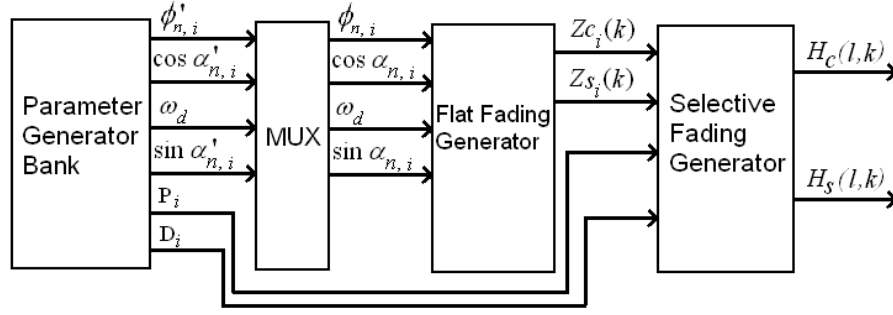 Parameter
Generator
Bank
ϕ'n, i
cos α'n, i
ωd
sin α'n, i
Pi
Di
MUX
ϕn, i
cos αn, i
ωd
sin αn, i
Flat Fading
Generator
Zci(k)
Zsi(k)
Selective
Fading
Generator
Hc(l,k)
Hs(l,k)